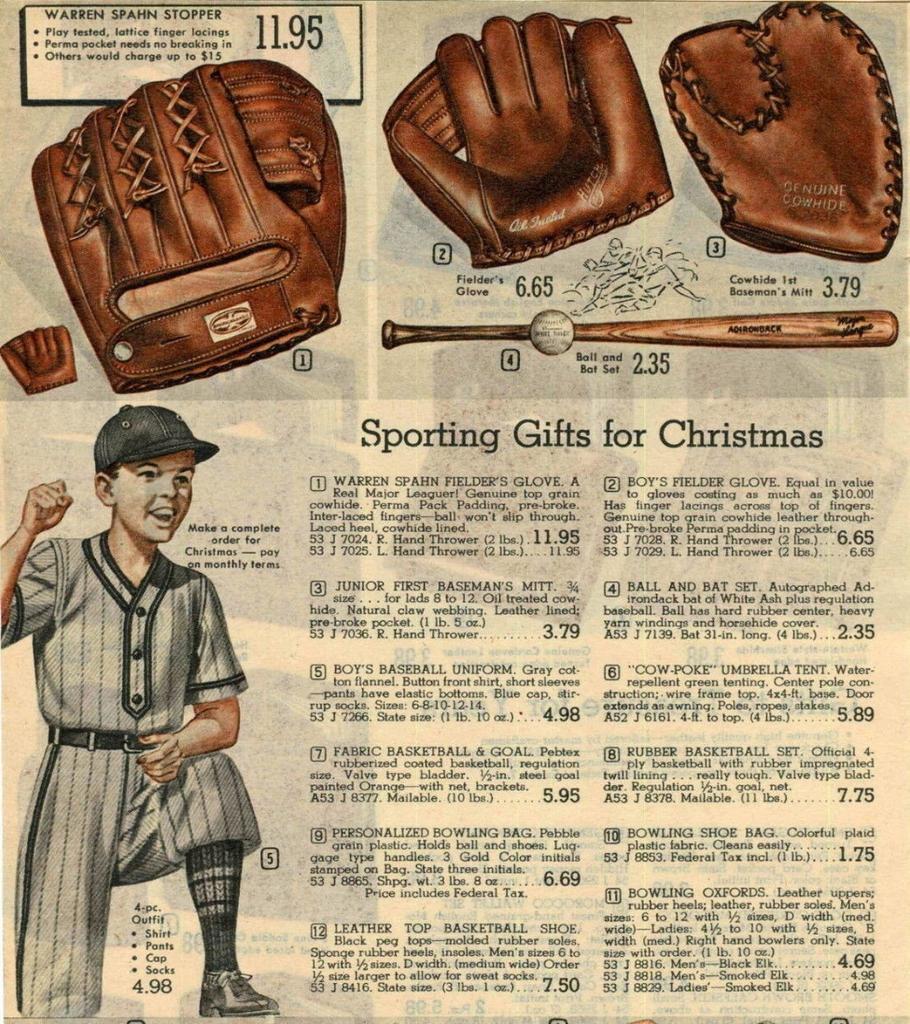 WARREN SPAHN STOPPER
• Play tested, lattice finger lacings
• Perma pocket needs no breaking in
• Others would charge up to $15
11.95
GENUINE
COWHIDE
Oil Treated
1
2
Fielder's
Glove 6.65
3
Cowhide 1st
Baseman's Mitt 3.79
ADIRONDACK
Major
League
4
Ball and
Bat Set 2.35
Sporting Gifts for Christmas
Make a complete
order for
Christmas — pay
on monthly terms
5
4-pc.
Outfit
• Shirt
• Pants
• Cap
• Socks
4.98
1 WARREN SPAHN FIELDER'S GLOVE. A
Real Major Leaguer! Genuine top grain
cowhide. Perma Pack Padding, pre-broke.
Inter-laced fingers—ball won't slip through.
Laced heel, cowhide lined.
53 J 7024. R. Hand Thrower (2 lbs.). 11.95
53 J 7025. L. Hand Thrower (2 lbs.).... 11.95
3 JUNIOR FIRST BASEMAN'S MITT. ¾
size . . . for lads 8 to 12. Oil treated cow-
hide. Natural claw webbing. Leather lined;
pre-broke pocket. (1 lb. 5 oz.)
53 J 7036. R. Hand Thrower........ 3.79
5 BOY'S BASEBALL UNIFORM. Gray cot-
ton flannel. Button front shirt, short sleeves
—pants have elastic bottoms. Blue cap, stir-
rup socks. Sizes: 6-8-10-12-14.
53 J 7266. State size: (1 lb. 10 oz.).... 4.98
7 FABRIC BASKETBALL & GOAL. Pebtex
rubberized coated basketball, regulation
size. Valve type bladder. ½-in. steel goal
painted Orange—with net, brackets.
A53 J 8377. Mailable. (10 lbs.)...... 5.95
9 PERSONALIZED BOWLING BAG. Pebble
grain plastic. Holds ball and shoes. Lug-
gage type handles. 3 Gold Color initials
stamped on Bag. State three initials.
53 J 8865. Shpg. wt. 3 lbs. 8 oz...... 6.69
Price includes Federal Tax.
12 LEATHER TOP BASKETBALL SHOE.
Black peg tops—molded rubber soles.
Sponge rubber heels, insoles. Men's sizes 6 to
12 with ½ sizes. D width. (medium wide) Order
½ size larger to allow for sweat socks.
53 J 8416. State size. (3 lbs. 1 oz.)... 7.50
2 BOY'S FIELDER GLOVE. Equal in value
to gloves costing as much as $10.00!
Has finger lacings across top of fingers.
Genuine top grain cowhide leather through-
out. Pre-broke Perma padding in pocket.
53 J 7028. R. Hand Thrower (2 lbs.)... 6.65
53 J 7029. L. Hand Thrower (2 lbs.)..... 6.65
4 BALL AND BAT SET. Autographed Ad-
irondack bat of White Ash plus regulation
baseball. Ball has hard rubber center, heavy
yarn windings and horsehide cover.
A53 J 7139. Bat 31-in. long. (4 lbs.)... 2.35
6 "COW-POKE" UMBRELLA TENT. Water-
repellent green tenting. Center pole con-
struction; wire frame top. 4x4-ft. base. Door
extends as awning. Poles, ropes, stakes.
A52 J 6161. 4-ft. to top. (4 lbs.)...... 5.89
8 RUBBER BASKETBALL SET. Official 4-
ply basketball with rubber impregnated
twill lining . . . really tough. Valve type blad-
der. Regulation ½-in. goal, net.
A53 J 8378. Mailable. (11 lbs.)....... 7.75
10 BOWLING SHOE BAG. Colorful plaid
plastic fabric. Cleans easily.......
53 J 8853. Federal Tax incl. (1 lb.).... 1.75
11 BOWLING OXFORDS. Leather uppers;
rubber heels; leather, rubber soles. Men's
sizes: 6 to 12 with ½ sizes, D width (med.
wide)—Ladies: 4½ to 10 with ½ sizes, B
width (med.) Right hand bowlers only. State
size with order. (1 lb. 10 oz.)
53 J 8816. Men's—Black Elk........ 4.69
53 J 8818. Men's—Smoked Elk........ 4.98
53 J 8829. Ladies'—Smoked Elk....... 4.69